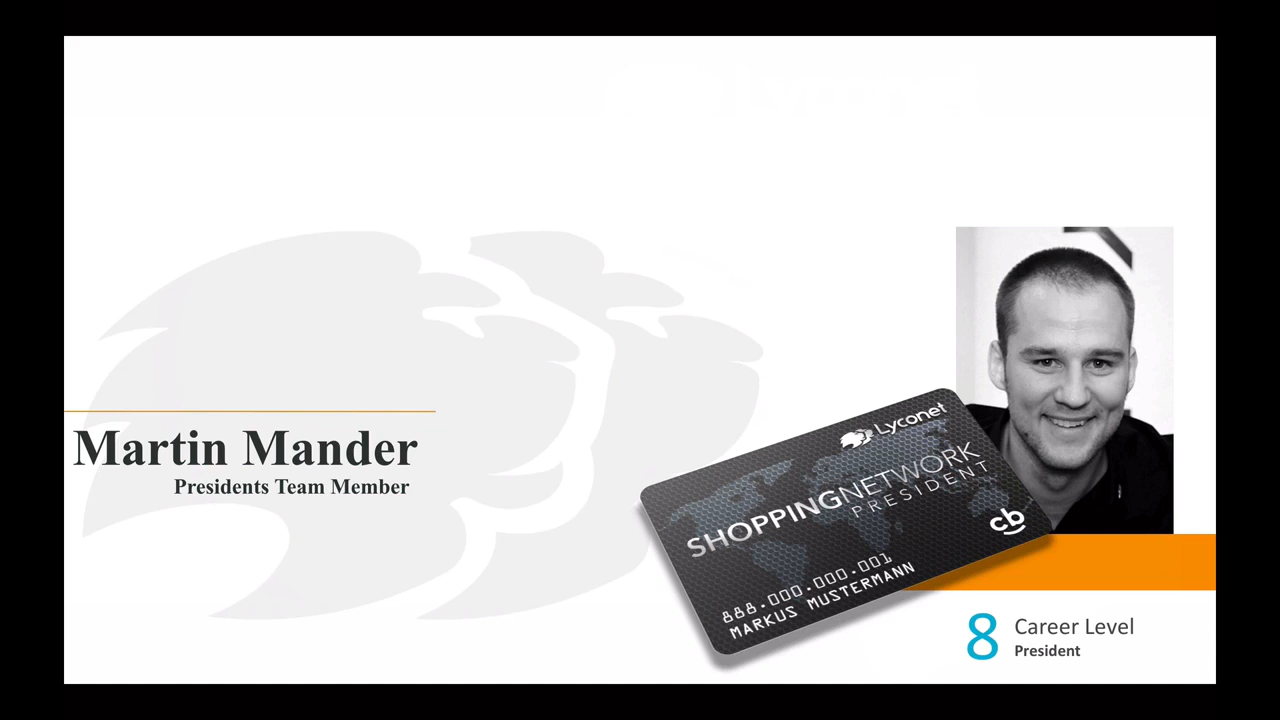 Martin Mander
Presidents Team Member
Lyconet
SHOPPINGNETWORK
PRESIDENT
cb
888.000.000.001
MARKUS MUSTERMANN
8
Career Level
President